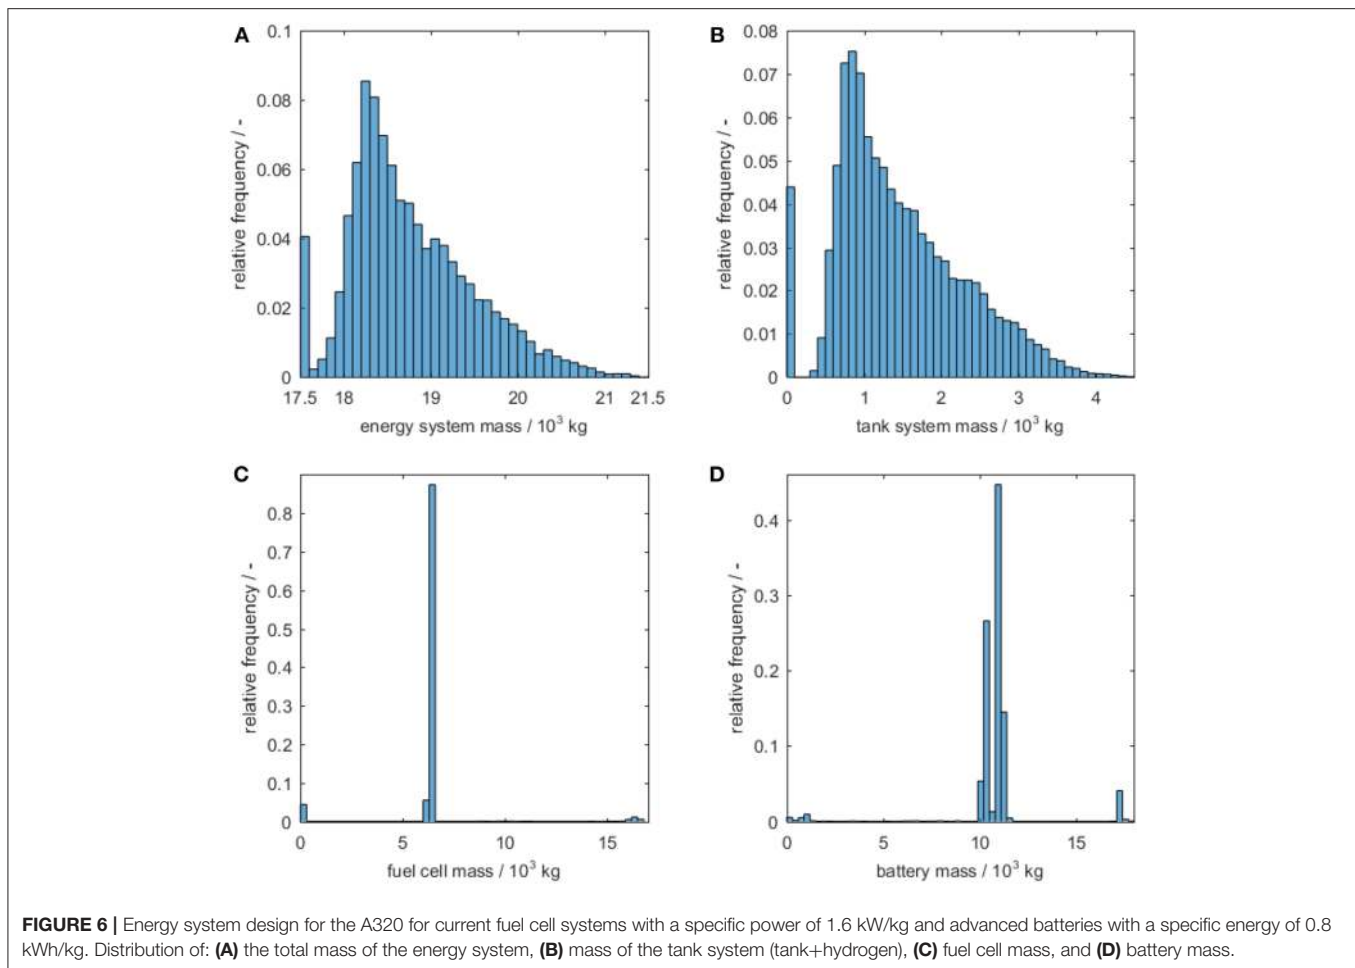 A
relative frequency / -
0.1
0.08
0.06
0.04
0.02
0
17.5 18 19 20 21 21.5
energy system mass / 10³ kg
B
relative frequency / -
0.08
0.07
0.06
0.05
0.04
0.03
0.02
0.01
0
0 1 2 3 4
tank system mass / 10³ kg
C
relative frequency / -
0.8
0.7
0.6
0.5
0.4
0.3
0.2
0.1
0
0 5 10 15
fuel cell mass / 10³ kg
D
relative frequency / -
0.4
0.3
0.2
0.1
0
0 5 10 15
battery mass / 10³ kg
FIGURE 6 | Energy system design for the A320 for current fuel cell systems with a specific power of 1.6 kW/kg and advanced batteries with a specific energy of 0.8
kWh/kg. Distribution of: (A) the total mass of the energy system, (B) mass of the tank system (tank+hydrogen), (C) fuel cell mass, and (D) battery mass.